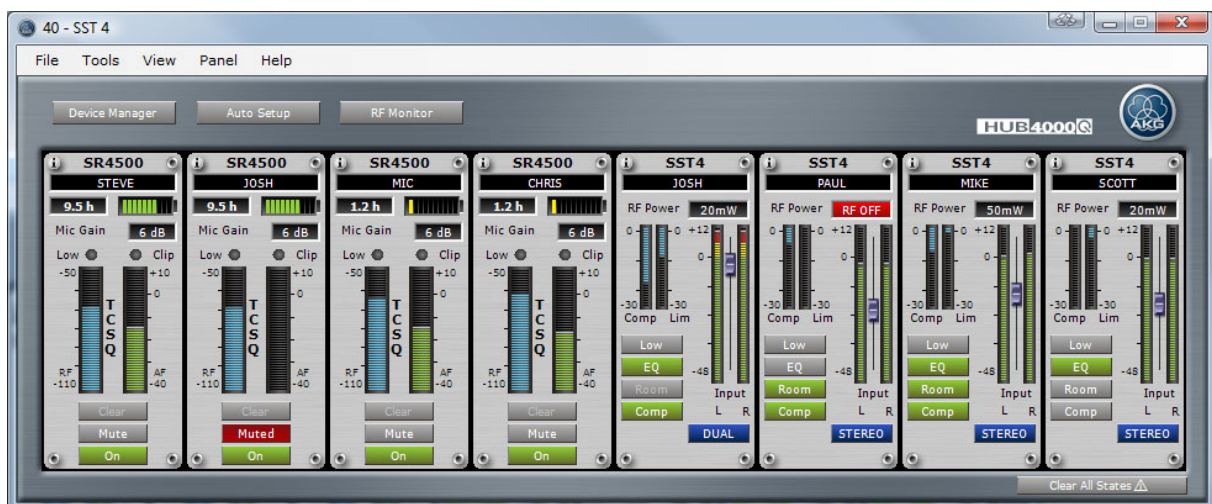 40 - SST 4
File Tools View Panel Help
Device Manager Auto Setup RF Monitor
HUB4000Q
AKG
i SR4500
STEVE
9.5 h
Mic Gain 6 dB
Low Clip
-50 +10
0
T
C
S
Q
RF AF
-110 -40
Clear
Mute
On
i SR4500
JOSH
9.5 h
Mic Gain 6 dB
Low Clip
-50 +10
0
T
C
S
Q
RF AF
-110 -40
Clear
Muted
On
i SR4500
MIC
1.2 h
Mic Gain 6 dB
Low Clip
-50 +10
0
T
C
S
Q
RF AF
-110 -40
Clear
Mute
On
i SR4500
CHRIS
1.2 h
Mic Gain 6 dB
Low Clip
-50 +10
0
T
C
S
Q
RF AF
-110 -40
Clear
Mute
On
i SST4
JOSH
RF Power 20mW
0 0 +12
0
-30 -30
Comp Lim
Low
EQ -48
Room Input
Comp L R
DUAL
i SST4
PAUL
RF Power RF OFF
0 0 +12
0
-30 -30
Comp Lim
Low
EQ -48
Room Input
Comp L R
STEREO
i SST4
MIKE
RF Power 50mW
0 0 +12
0
-30 -30
Comp Lim
Low
EQ -48
Room Input
Comp L R
STEREO
i SST4
SCOTT
RF Power 20mW
0 0 +12
0
-30 -30
Comp Lim
Low
EQ -48
Room Input
Comp L R
STEREO
Clear All States ⚠